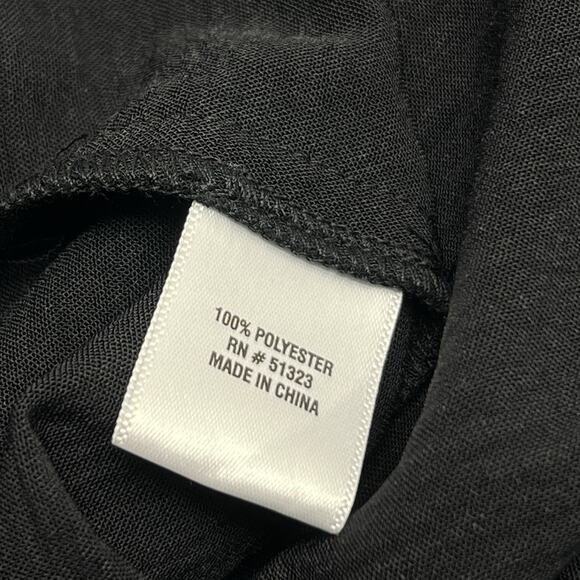 100% POLYESTER
RN # 51323
MADE IN CHINA